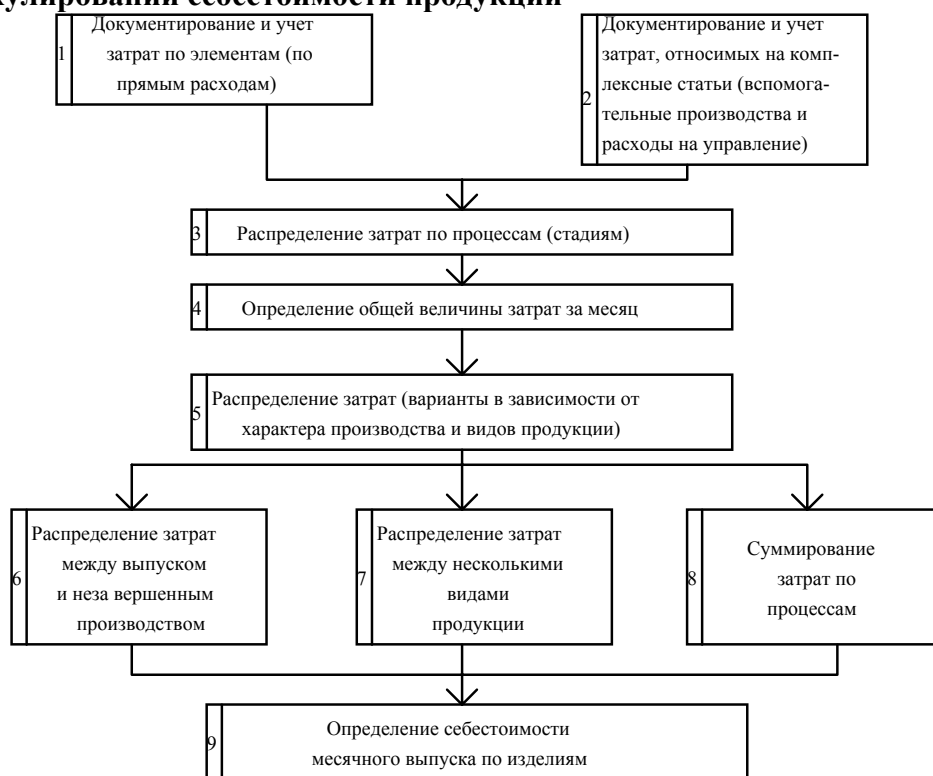 кулировании себестоимости продукции
1
Документирование и учет
затрат по элементам (по
прямым расходам)
2
Документирование и учет
затрат, относимых на комп-
лексные статьи (вспомога-
тельные производства и
расходы на управление)
3
Распределение затрат по процессам (стадиям)
4
Определение общей величины затрат за месяц
5
Распределение затрат (варианты в зависимости от
характера производства и видов продукции)
6
Распределение затрат
между выпуском
и неза вершенным
производством
7
Распределение затрат
между несколькими
видами
продукции
8
Суммирование
затрат по
процессам
9
Определение себестоимости
месячного выпуска по изделиям